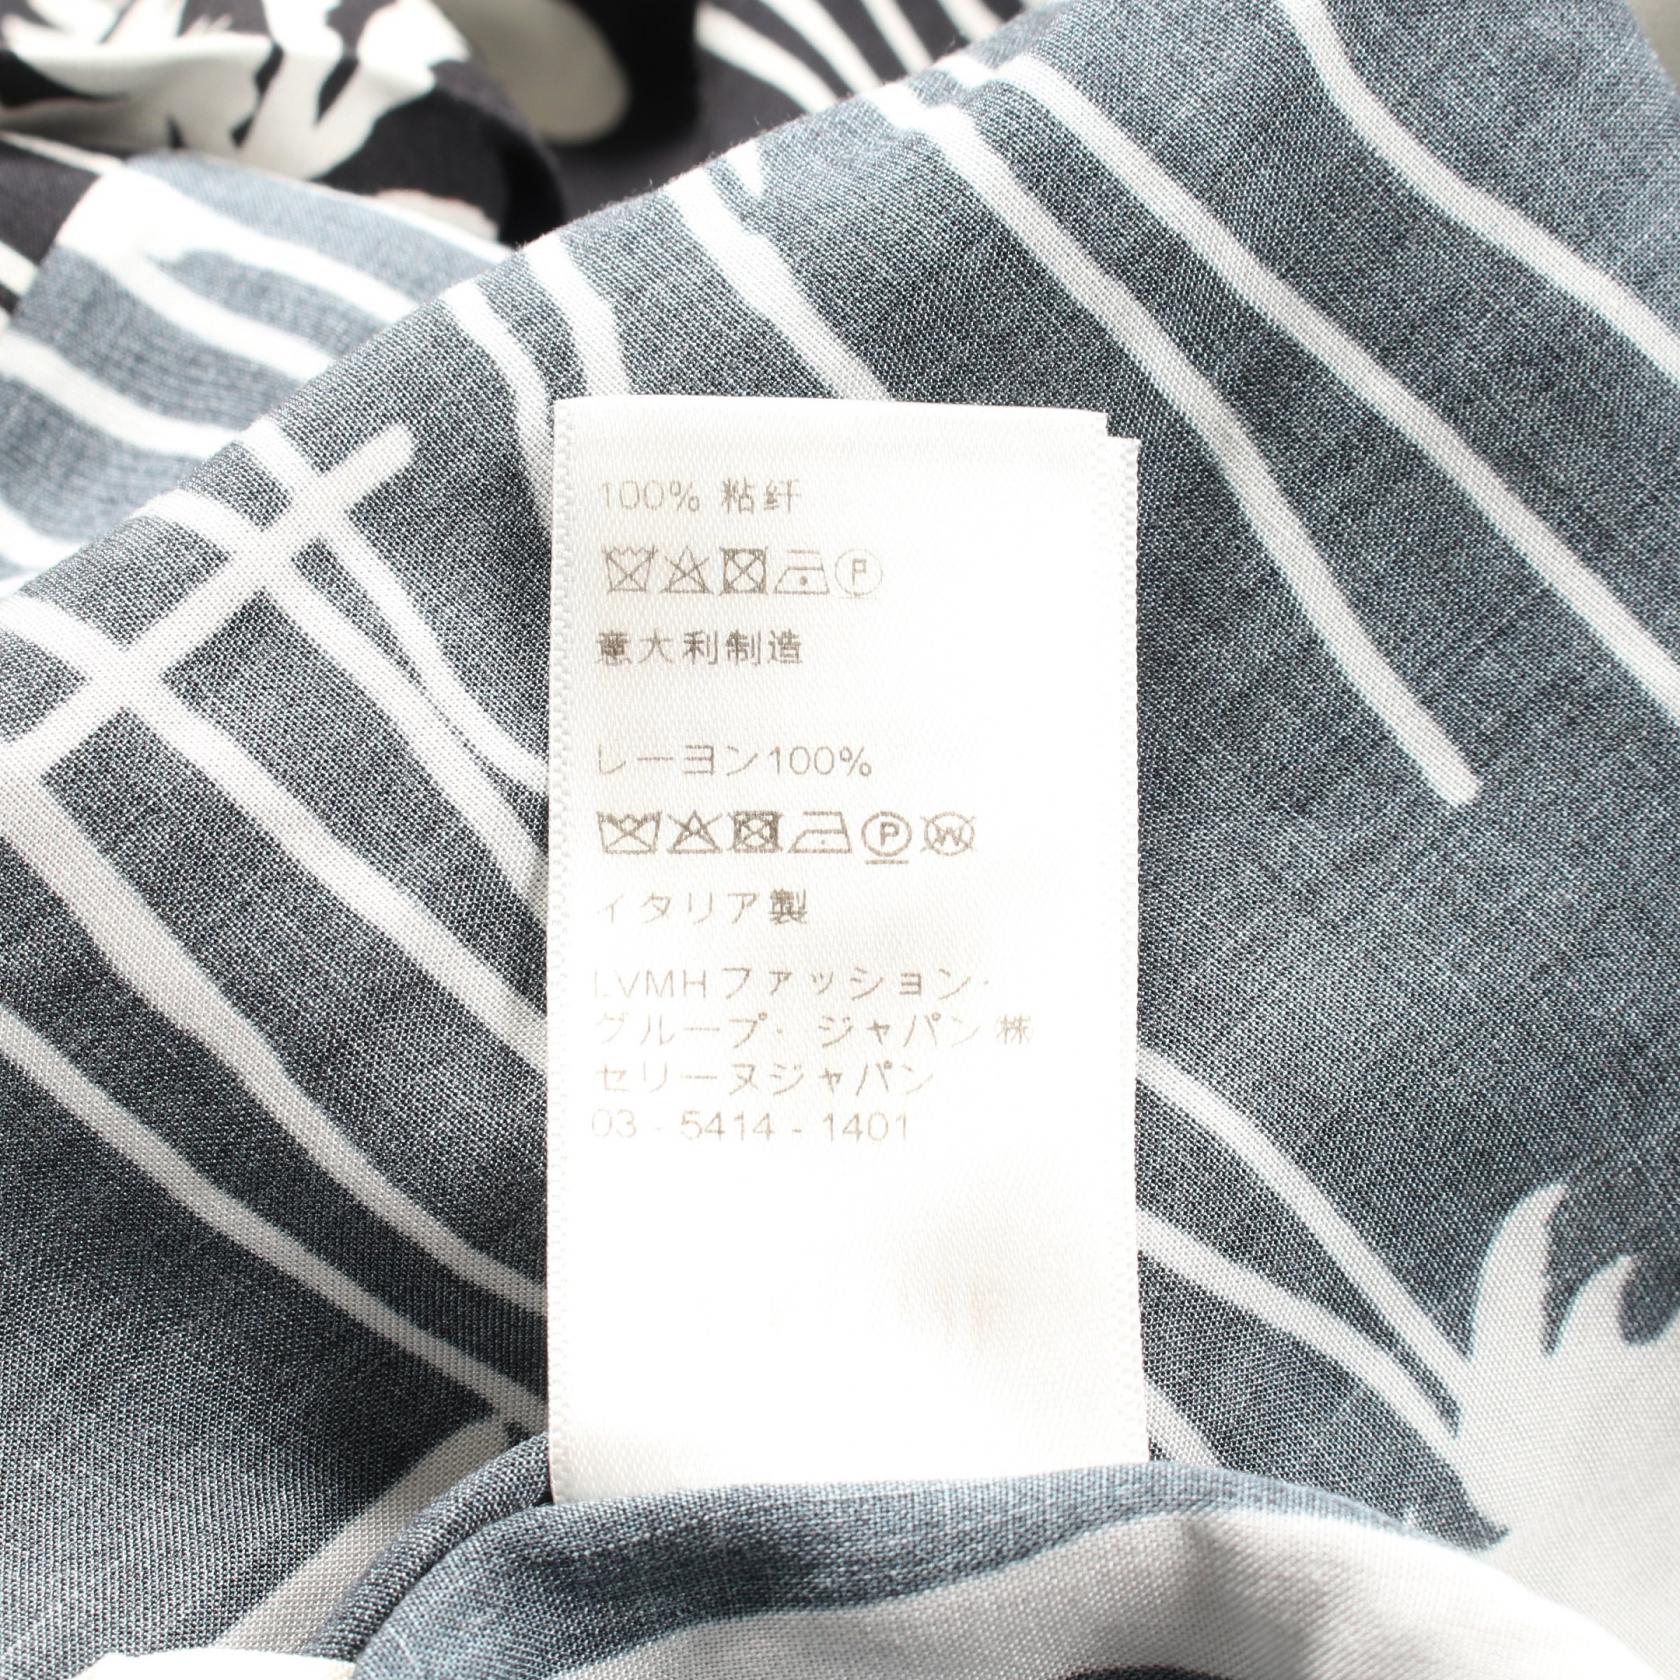 100% 粘纤
P
意大利制造
レーヨン100%
P W
イタリア製
LVMHファッション・
グループ・ジャパン株
セリーヌジャパン
03 - 5414 - 1401